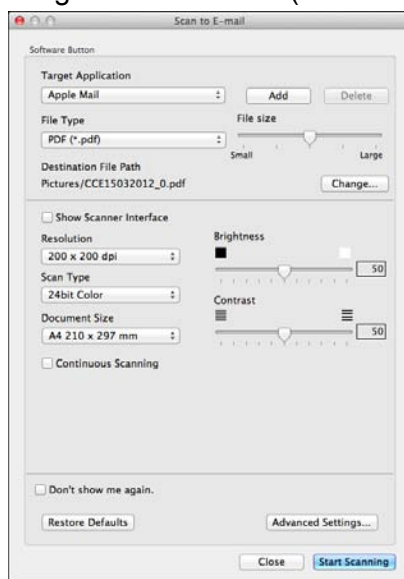 Scan to E-mail
Software Button
Target Application
Apple Mail Add Delete
File Type File size
PDF (*.pdf)
Small Large
Destination File Path
Pictures/CCE15032012_0.pdf Change...
Show Scanner Interface
Resolution Brightness
200 x 200 dpi
50
Scan Type
24bit Color
Contrast
Document Size
A4 210 x 297 mm 50
Continuous Scanning
Don't show me again.
Restore Defaults Advanced Settings...
Close Start Scanning